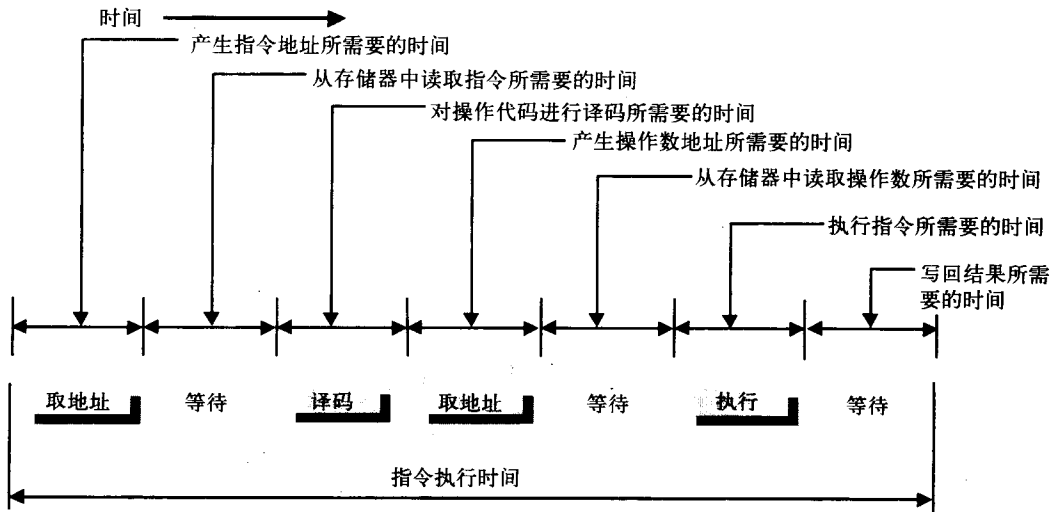 时间
产生指令地址所需要的时间
从存储器中读取指令所需要的时间
对操作代码进行译码所需要的时间
产生操作数地址所需要的时间
从存储器中读取操作数所需要的时间
执行指令所需要的时间
写回结果所需
要的时间
取地址 等待 译码 取地址 等待 执行 等待
指令执行时间